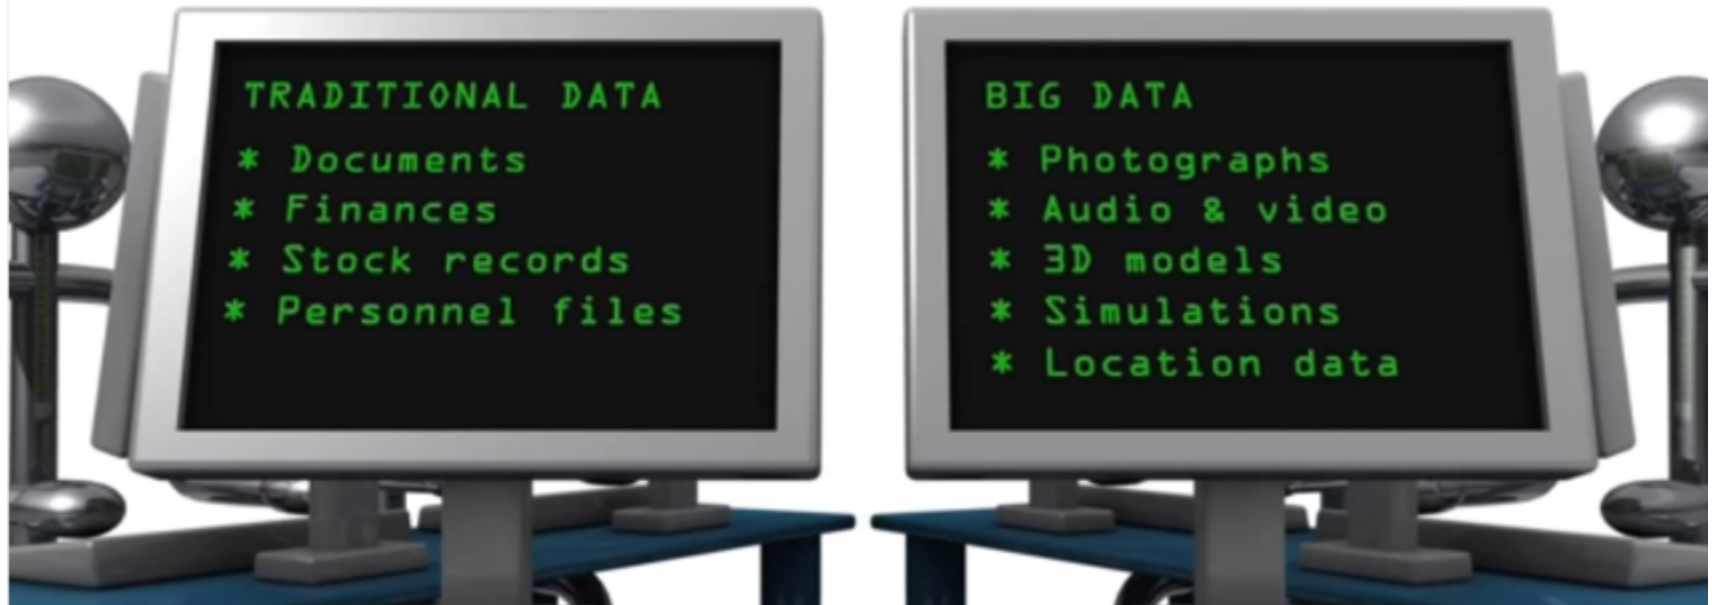 TRADITIONAL DATA
* Documents
* Finances
* Stock records
* Personnel files
BIG DATA
* Photographs
* Audio & video
* 3D models
* Simulations
* Location data